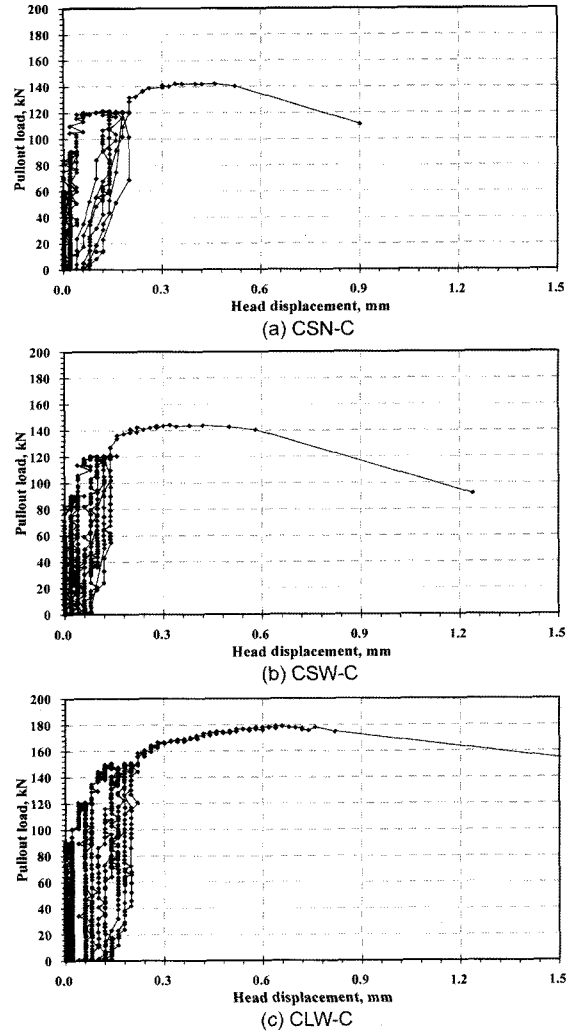 200
180
160
140
120
100
80
60
40
20
0
Pullout load, kN
0.0 0.3 0.6 0.9 1.2 1.5
Head displacement, mm
(a) CSN-C
200
180
160
140
120
100
80
60
40
20
0
Pullout load, kN
0.0 0.3 0.6 0.9 1.2 1.5
Head displacement, mm
(b) CSW-C
200
180
160
140
120
100
80
60
40
20
0
Pullout load, kN
0.0 0.3 0.6 0.9 1.2 1.5
Head displacement, mm
(c) CLW-C